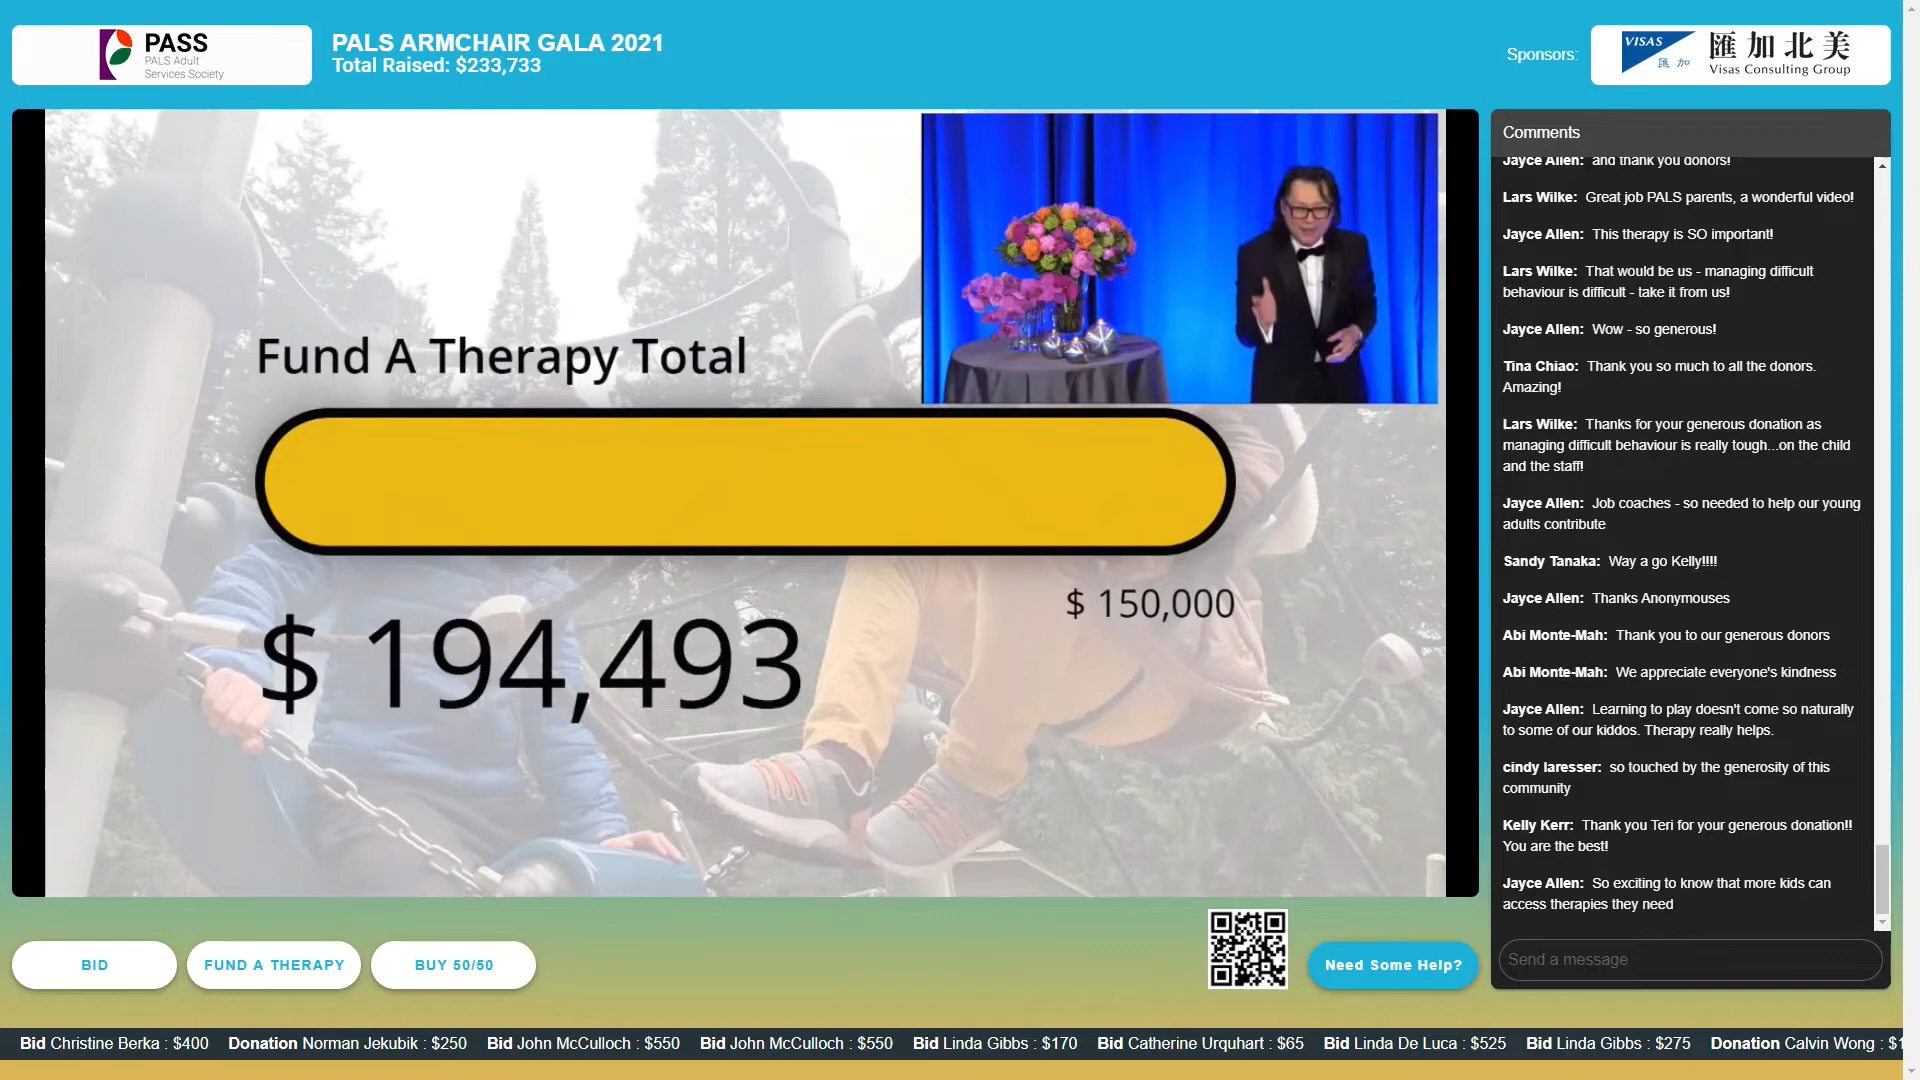 PASS
PALS Adult
Services Society
PALS ARMCHAIR GALA 2021
Total Raised: $233,733
Sponsors:
VISAS
匯 加
匯加北美
Visas Consulting Group
Fund A Therapy Total
$ 150,000
$ 194,493
Comments
Jayce Allen: and thank you donors!
Lars Wilke: Great job PALS parents, a wonderful video!
Jayce Allen: This therapy is SO important!
Lars Wilke: That would be us - managing difficult
behaviour is difficult - take it from us!
Jayce Allen: Wow - so generous!
Tina Chiao: Thank you so much to all the donors.
Amazing!
Lars Wilke: Thanks for your generous donation as
managing difficult behaviour is really tough...on the child
and the staff!
Jayce Allen: Job coaches - so needed to help our young
adults contribute
Sandy Tanaka: Way a go Kelly!!!!
Jayce Allen: Thanks Anonymouses
Abi Monte-Mah: Thank you to our generous donors
Abi Monte-Mah: We appreciate everyone's kindness
Jayce Allen: Learning to play doesn't come so naturally
to some of our kiddos. Therapy really helps.
cindy laresser: so touched by the generosity of this
community
Kelly Kerr: Thank you Teri for your generous donation!!
You are the best!
Jayce Allen: So exciting to know that more kids can
access therapies they need
Send a message
BID
FUND A THERAPY
BUY 50/50
Need Some Help?
Bid Christine Berka : $400 Donation Norman Jekubik : $250 Bid John McCulloch : $550 Bid John McCulloch : $550 Bid Linda Gibbs : $170 Bid Catherine Urquhart : $65 Bid Linda De Luca : $525 Bid Linda Gibbs : $275 Donation Calvin Wong : $1